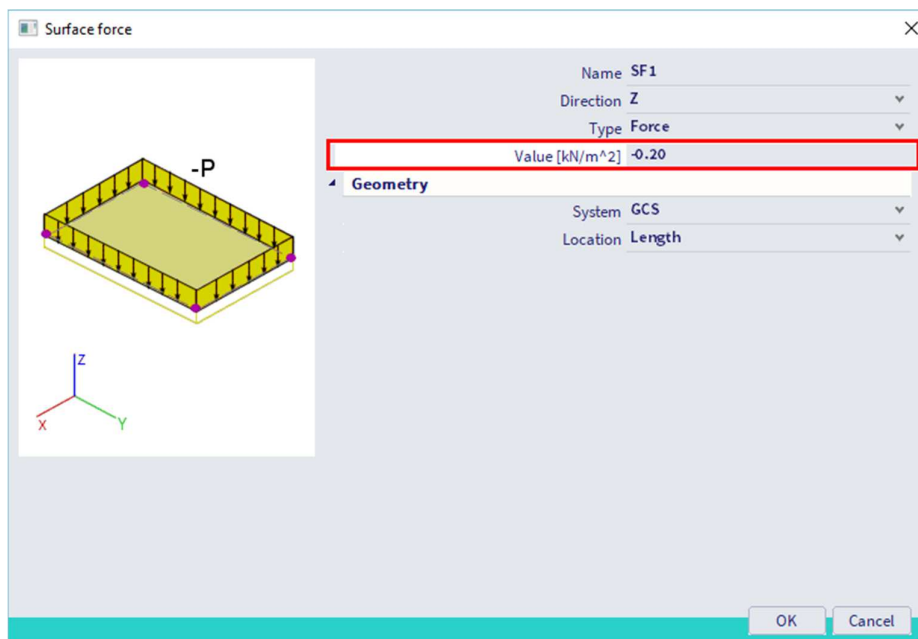 Surface force
Name SF1
Direction Z
Type Force
Value [kN/m^2] -0.20
Geometry
System GCS
Location Length
-P
Z
X
Y
OK Cancel